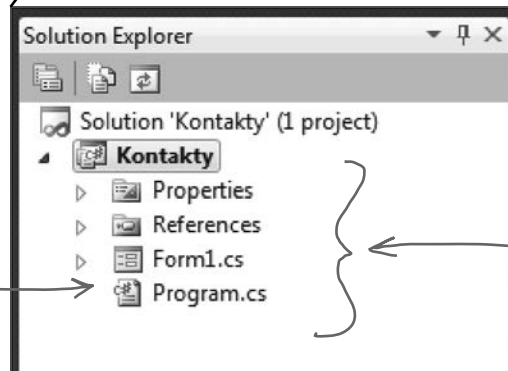 Solution Explorer
Solution 'Kontakty' (1 project)
Kontakty
Properties
References
Form1.cs
Program.cs